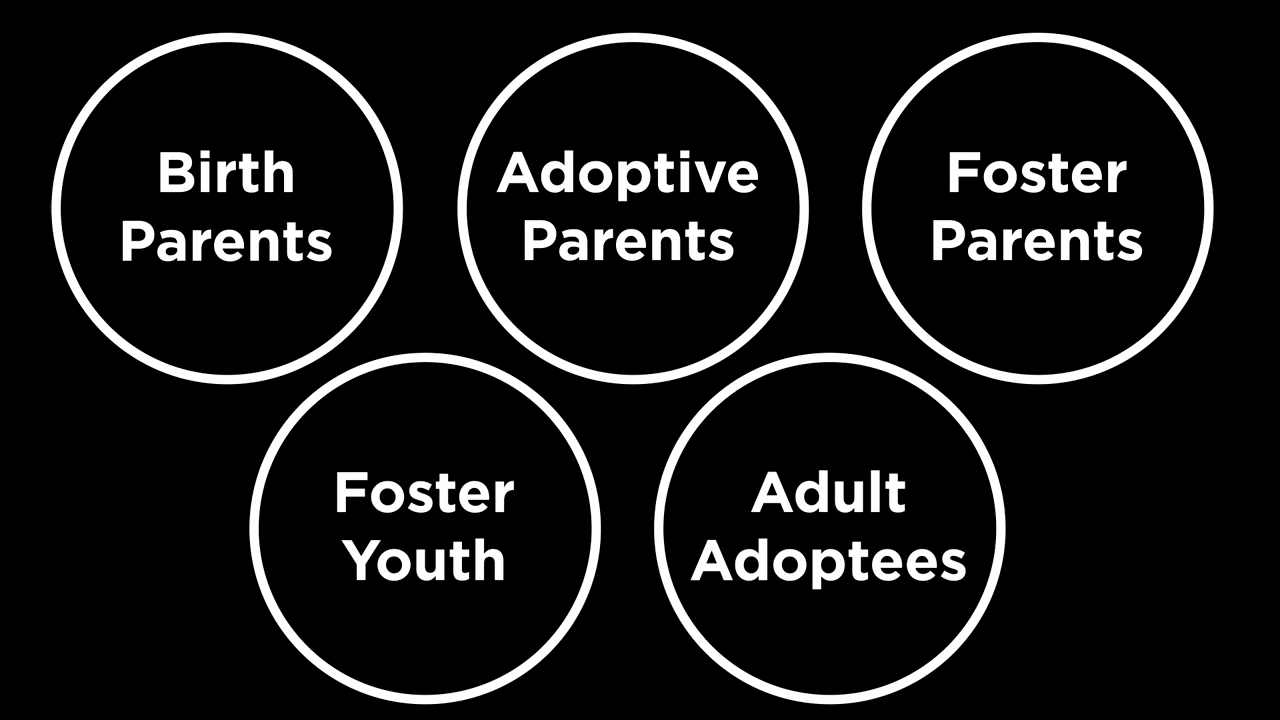 Birth
Parents
Adoptive
Parents
Foster
Parents
Foster
Youth
Adult
Adoptees